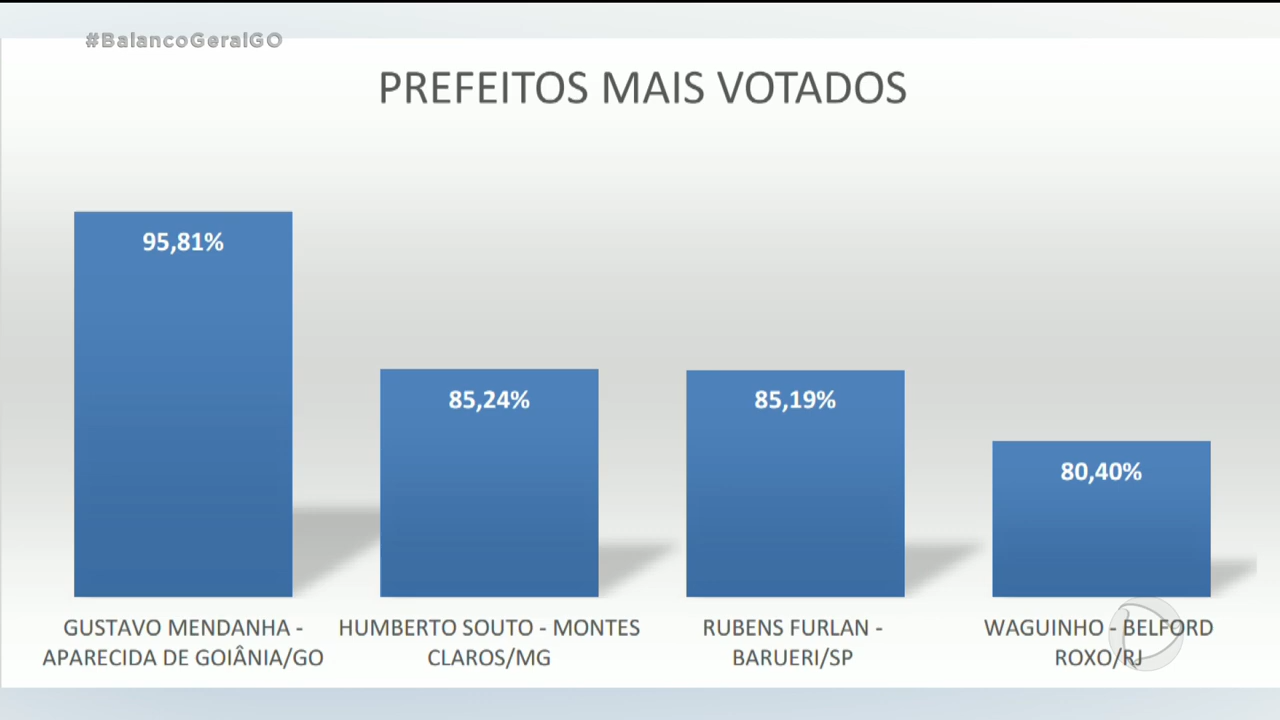 #BalancoGeralGO
PREFEITOS MAIS VOTADOS
95,81%
85,24%
85,19%
80,40%
GUSTAVO MENDANHA -
APARECIDA DE GOIÂNIA/GO
HUMBERTO SOUTO - MONTES
CLAROS/MG
RUBENS FURLAN -
BARUERI/SP
WAGUINHO - BELFORD
ROXO/RJ